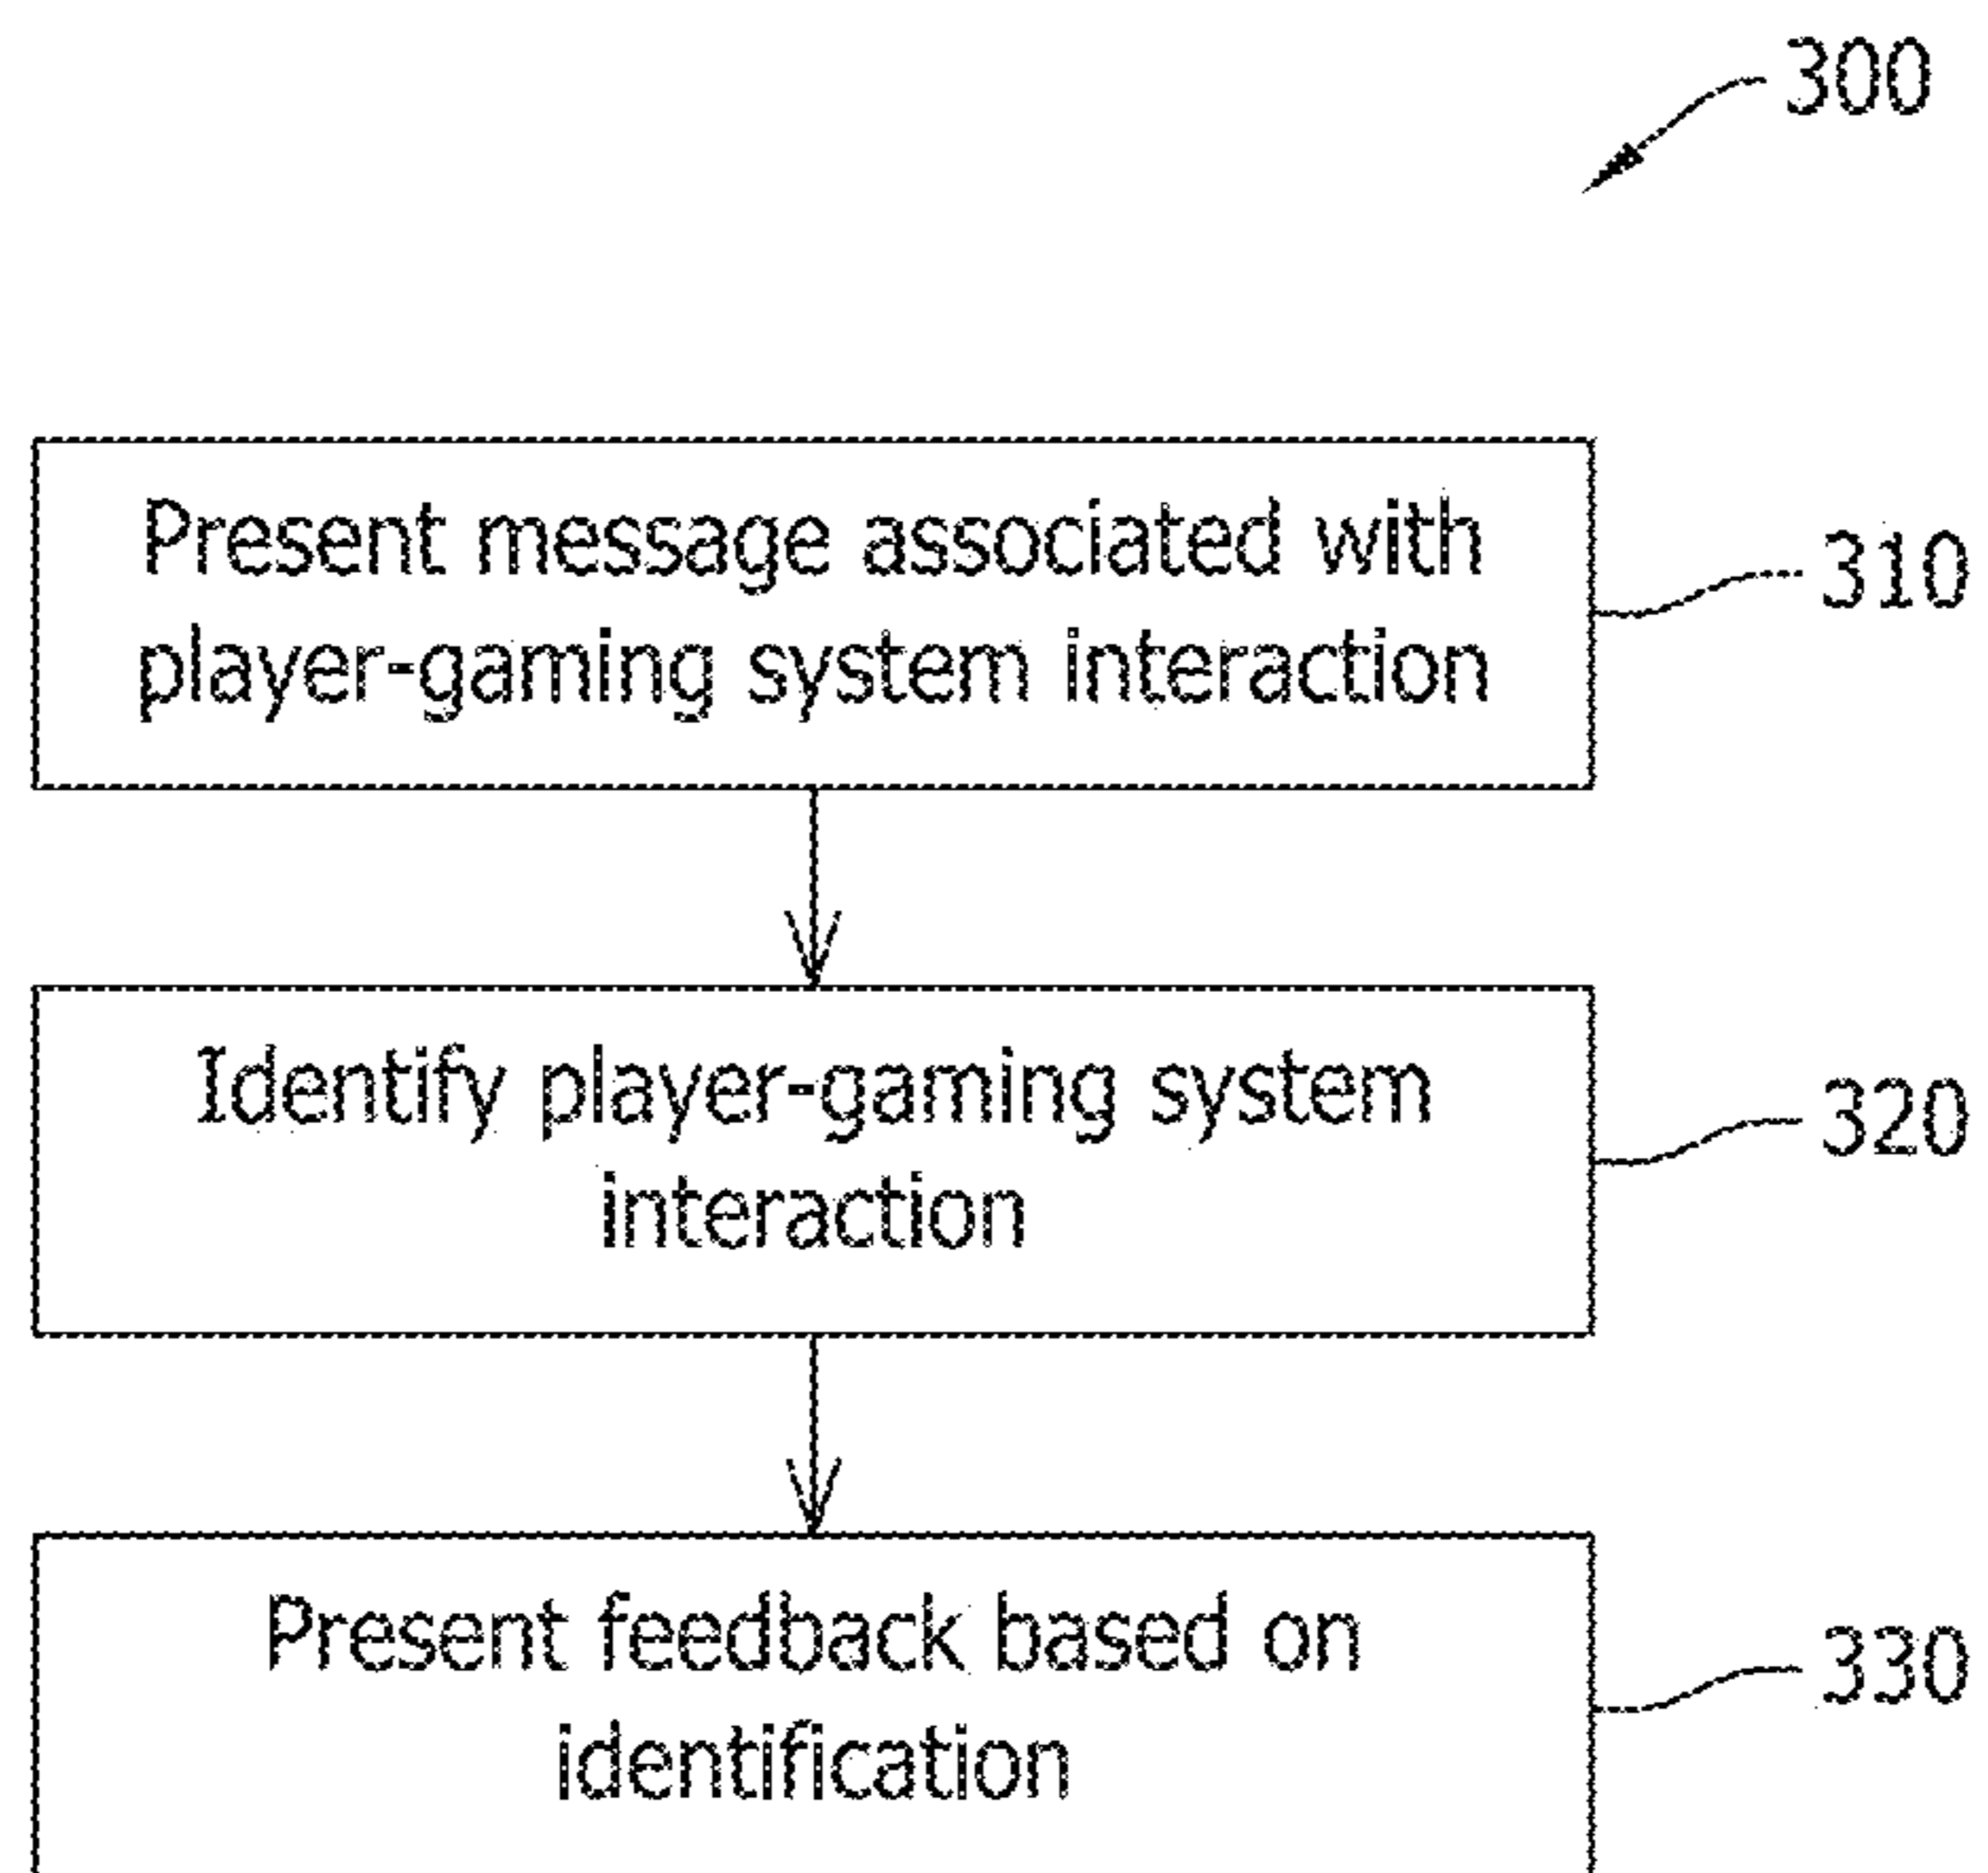 300
Present message associated with
player-gaming system interaction
310
Identify player-gaming system
interaction
320
Present feedback based on
identification
330